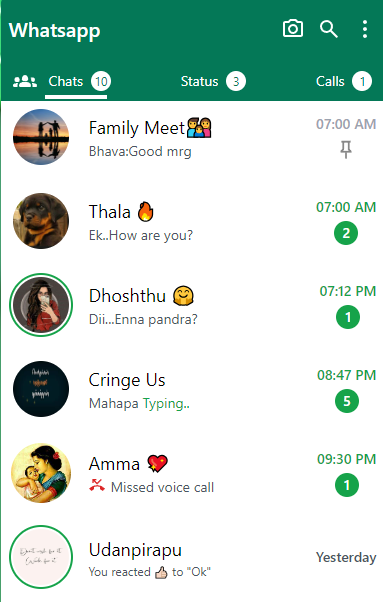 Whatsapp
Chats 10 Status 3 Calls 1
Family Meet👨‍👩‍👧‍👦 07:00 AM
Bhava:Good mrg
Thala 🔥 07:00 AM
Ek..How are you? 2
Dhoshthu 🤗 07:12 PM
Dii...Enna pandra? 1
Cringe Us 08:47 PM
Mahapa Typing.. 5
Amma 💖 09:30 PM
Missed voice call 1
Udanpirapu Yesterday
You reacted 👍🏻 to "Ok"